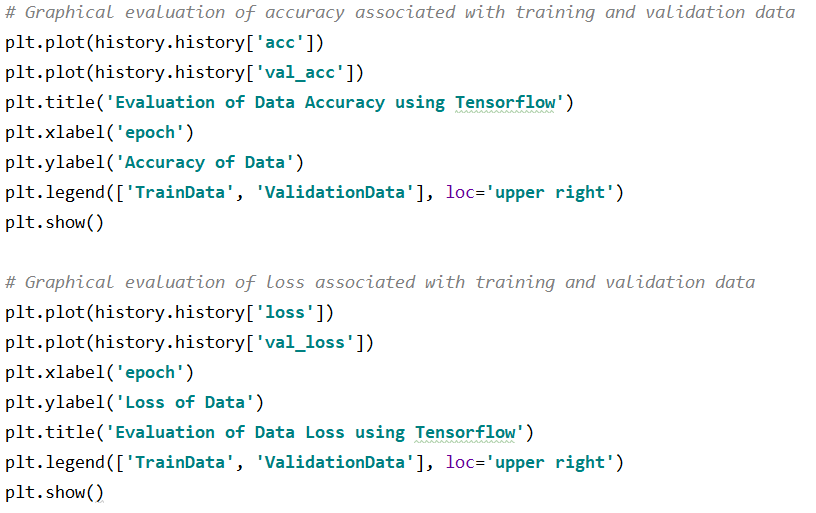 # Graphical evaluation of accuracy associated with training and validation data
plt.plot(history.history['acc'])
plt.plot(history.history['val_acc'])
plt.title('Evaluation of Data Accuracy using Tensorflow')
plt.xlabel('epoch')
plt.ylabel('Accuracy of Data')
plt.legend(['TrainData', 'ValidationData'], loc='upper right')
plt.show()
# Graphical evaluation of loss associated with training and validation data
plt.plot(history.history['loss'])
plt.plot(history.history['val_loss'])
plt.xlabel('epoch')
plt.ylabel('Loss of Data')
plt.title('Evaluation of Data Loss using Tensorflow')
plt.legend(['TrainData', 'ValidationData'], loc='upper right')
plt.show()